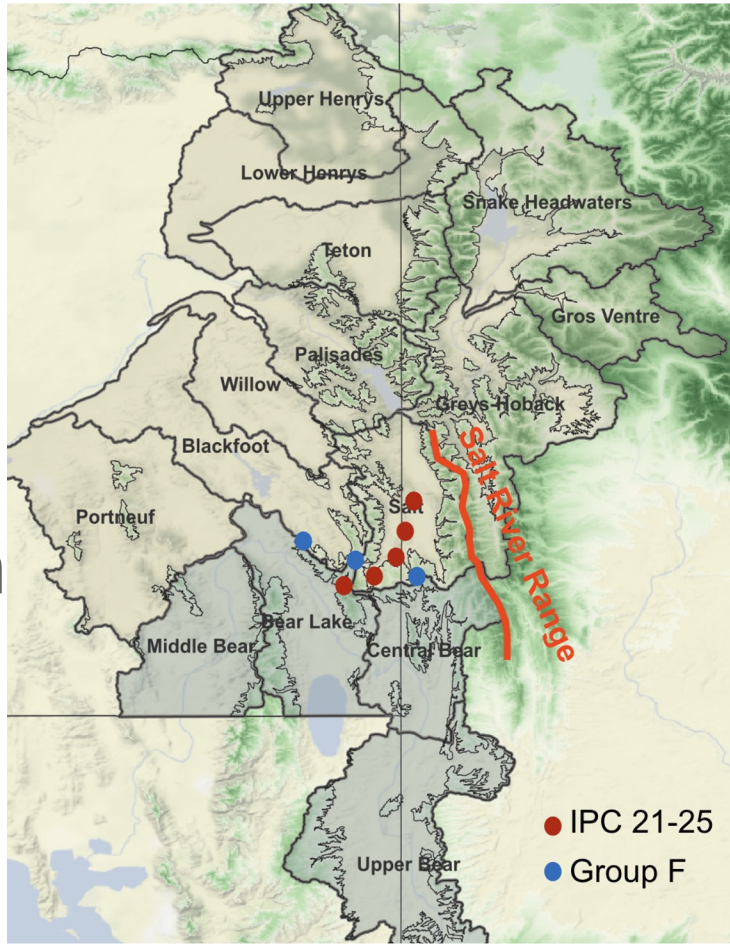 Upper Henrys
Lower Henrys
Snake Headwaters
Teton
Gros Ventre
Palisades
Willow
Greys-Hoback
Blackfoot
Salt River Range
Salt
Portneuf
Bear Lake
Middle Bear
Central Bear
IPC 21-25
Upper Bear
Group F